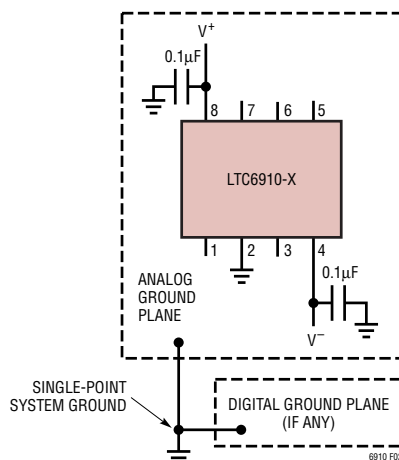 V+
0.1µF
8 7 6 5
LTC6910-X
1 2 3 4
0.1µF
V−
ANALOG
GROUND
PLANE
SINGLE-POINT
SYSTEM GROUND
DIGITAL GROUND PLANE
(IF ANY)